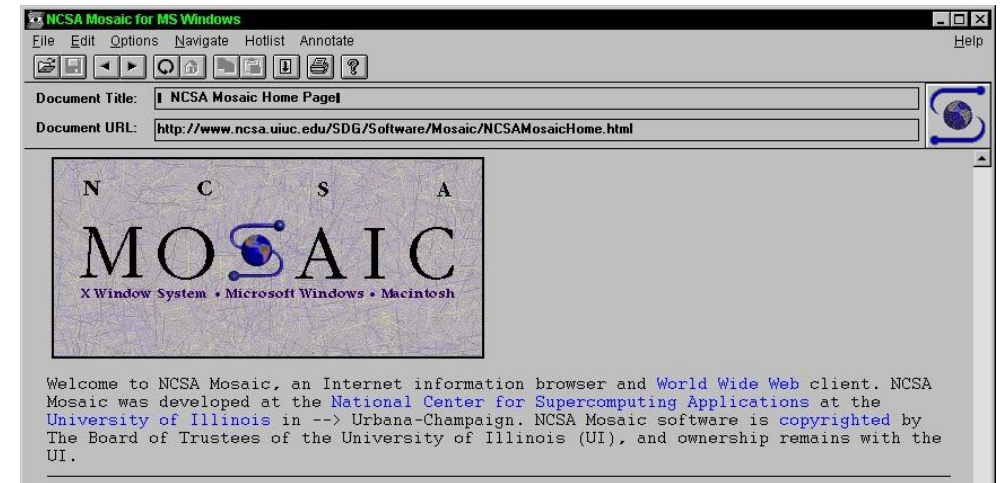 NCSA Mosaic for MS Windows
File Edit Options Navigate Hotlist Annotate Help
Document Title: NCSA Mosaic Home Page
Document URL: http://www.ncsa.uiuc.edu/SDG/Software/Mosaic/NCSAMosaicHome.html
N C S A
MOSAIC
X Window System • Microsoft Windows • Macintosh
Welcome to NCSA Mosaic, an Internet information browser and World Wide Web client. NCSA
Mosaic was developed at the National Center for Supercomputing Applications at the
University of Illinois in --> Urbana-Champaign. NCSA Mosaic software is copyrighted by
The Board of Trustees of the University of Illinois (UI), and ownership remains with the
UI.